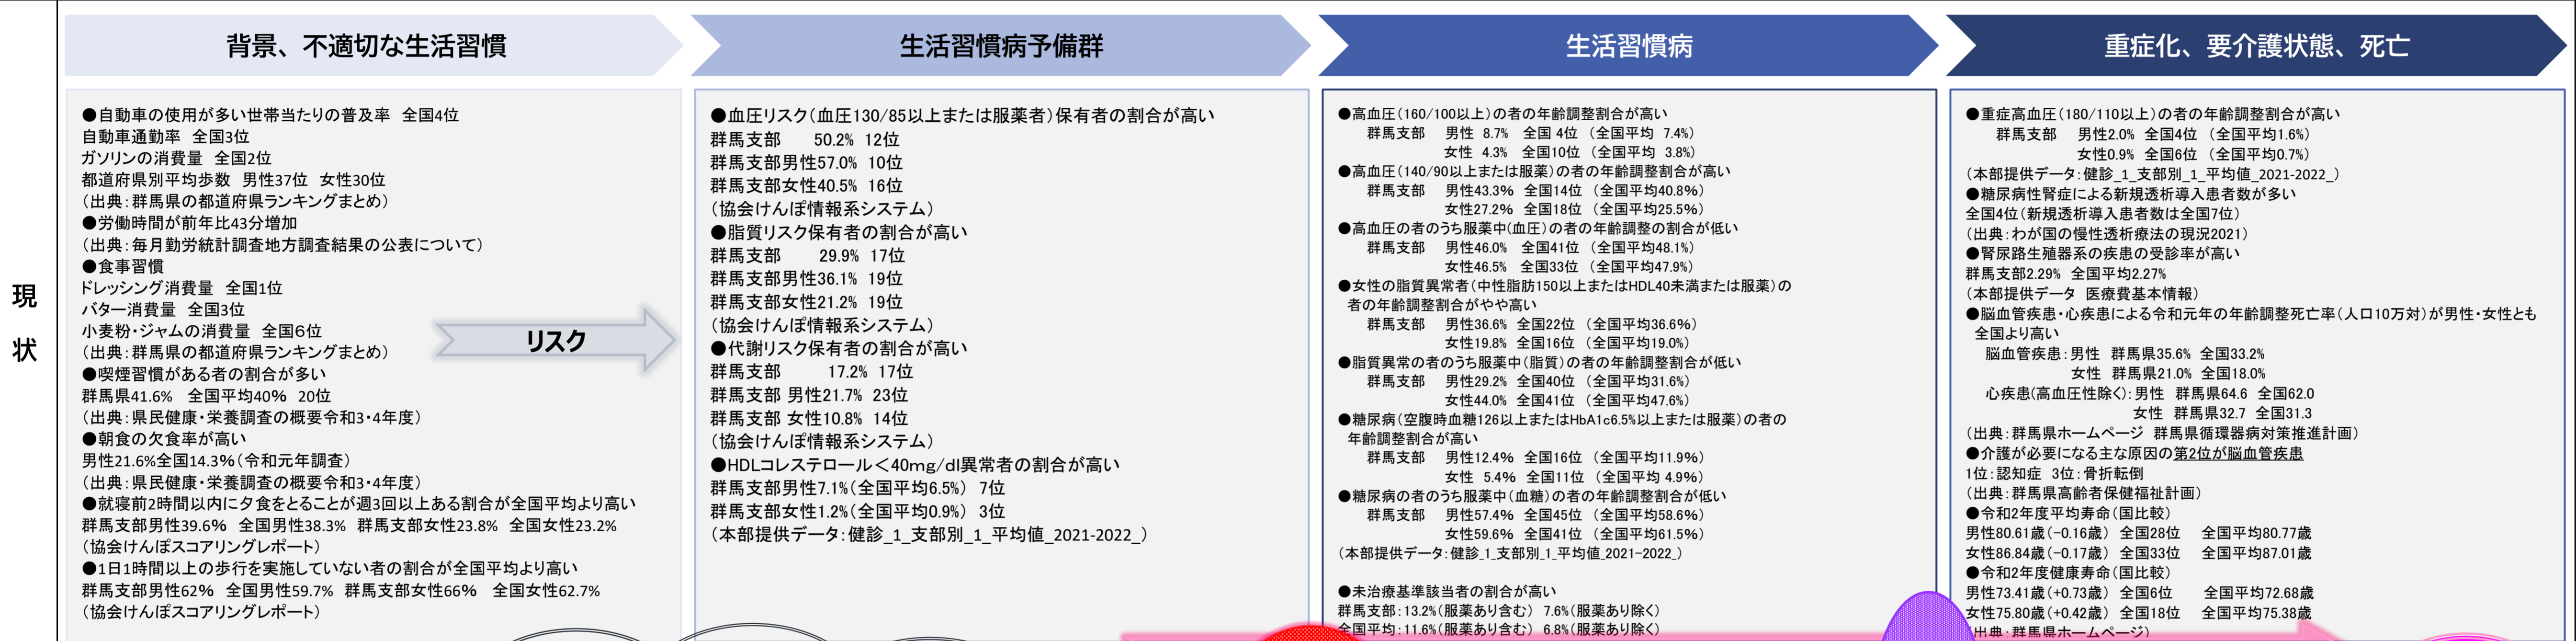 現
状
背景、不適切な生活習慣
●自動車の使用が多い世帯当たりの普及率 全国4位
自動車通勤率 全国3位
ガソリンの消費量 全国2位
都道府県別平均歩数 男性37位 女性30位
(出典:群馬県の都道府県ランキングまとめ)
●労働時間が前年比43分増加
(出典:毎月勤労統計調査地方調査結果の公表について)
●食事習慣
ドレッシング消費量 全国1位
バター消費量 全国3位
小麦粉・ジャムの消費量 全国6位
(出典:群馬県の都道府県ランキングまとめ)
●喫煙習慣がある者の割合が多い
群馬県41.6% 全国平均40% 20位
(出典:県民健康・栄養調査の概要令和3・4年度)
●朝食の欠食率が高い
男性21.6%全国14.3%(令和元年調査)
(出典:県民健康・栄養調査の概要令和3・4年度)
●就寝前2時間以内に夕食をとることが週3回以上ある割合が全国平均より高い
群馬支部男性39.6% 全国男性38.3% 群馬支部女性23.8% 全国女性23.2%
(協会けんぽスコアリングレポート)
●1日1時間以上の歩行を実施していない者の割合が全国平均より高い
群馬支部男性62% 全国男性59.7% 群馬支部女性66% 全国女性62.7%
(協会けんぽスコアリングレポート)
リスク
生活習慣病予備群
●血圧リスク(血圧130/85以上または服薬者)保有者の割合が高い
群馬支部 50.2% 12位
群馬支部男性57.0% 10位
群馬支部女性40.5% 16位
(協会けんぽ情報系システム)
●脂質リスク保有者の割合が高い
群馬支部 29.9% 17位
群馬支部男性36.1% 19位
群馬支部女性21.2% 19位
(協会けんぽ情報系システム)
●代謝リスク保有者の割合が高い
群馬支部 17.2% 17位
群馬支部 男性21.7% 23位
群馬支部 女性10.8% 14位
(協会けんぽ情報系システム)
●HDLコレステロール<40mg/dl異常者の割合が高い
群馬支部男性7.1%(全国平均6.5%) 7位
群馬支部女性1.2%(全国平均0.9%) 3位
(本部提供データ:健診_1_支部別_1_平均値_2021-2022_)
生活習慣病
●高血圧(160/100以上)の者の年齢調整割合が高い
群馬支部 男性 8.7% 全国 4位 (全国平均 7.4%)
女性 4.3% 全国10位 (全国平均 3.8%)
●高血圧(140/90以上または服薬)の者の年齢調整割合が高い
群馬支部 男性43.3% 全国14位 (全国平均40.8%)
女性27.2% 全国18位 (全国平均25.5%)
●高血圧の者のうち服薬中(血圧)の者の年齢調整の割合が低い
群馬支部 男性46.0% 全国41位 (全国平均48.1%)
女性46.5% 全国33位 (全国平均47.9%)
●女性の脂質異常者(中性脂肪150以上またはHDL40未満または服薬)の
者の年齢調整割合がやや高い
群馬支部 男性36.6% 全国22位 (全国平均36.6%)
女性19.8% 全国16位 (全国平均19.0%)
●脂質異常の者のうち服薬中(脂質)の者の年齢調整割合が低い
群馬支部 男性29.2% 全国40位 (全国平均31.6%)
女性44.0% 全国41位 (全国平均47.6%)
●糖尿病(空腹時血糖126以上またはHbA1c6.5%以上または服薬)の者の
年齢調整割合が高い
群馬支部 男性12.4% 全国16位 (全国平均11.9%)
女性 5.4% 全国11位 (全国平均 4.9%)
●糖尿病の者のうち服薬中(血糖)の者の年齢調整割合が低い
群馬支部 男性57.4% 全国45位 (全国平均58.6%)
女性59.6% 全国41位 (全国平均61.5%)
(本部提供データ:健診_1_支部別_1_平均値_2021-2022_)
●未治療基準該当者の割合が高い
群馬支部:13.2%(服薬あり含む) 7.6%(服薬あり除く)
全国平均:11.6%(服薬あり含む) 6.8%(服薬あり除く)
重症化、要介護状態、死亡
●重症高血圧(180/110以上)の者の年齢調整割合が高い
群馬支部 男性2.0% 全国4位 (全国平均1.6%)
女性0.9% 全国6位 (全国平均0.7%)
(本部提供データ:健診_1_支部別_1_平均値_2021-2022_)
●糖尿病性腎症による新規透析導入患者数が多い
全国4位(新規透析導入患者数は全国7位)
(出典:わが国の慢性透析療法の現況2021)
●腎尿路生殖器系の疾患の受診率が高い
群馬支部2.29% 全国平均2.27%
(本部提供データ 医療費基本情報)
●脳血管疾患・心疾患による令和元年の年齢調整死亡率(人口10万対)が男性・女性とも
全国より高い
脳血管疾患:男性 群馬県35.6% 全国33.2%
女性 群馬県21.0% 全国18.0%
心疾患(高血圧性除く):男性 群馬県64.6 全国62.0
女性 群馬県32.7 全国31.3
(出典:群馬県ホームページ 群馬県循環器病対策推進計画)
●介護が必要になる主な原因の第2位が脳血管疾患
1位:認知症 3位:骨折転倒
(出典:群馬県高齢者保健福祉計画)
●令和2年度平均寿命(国比較)
男性80.61歳(-0.16歳) 全国28位 全国平均80.77歳
女性86.84歳(-0.17歳) 全国33位 全国平均87.01歳
●令和2年度健康寿命(国比較)
男性73.41歳(+0.73歳) 全国6位 全国平均72.68歳
女性75.80歳(+0.42歳) 全国18位 全国平均75.38歳
(出典:群馬県ホームページ)